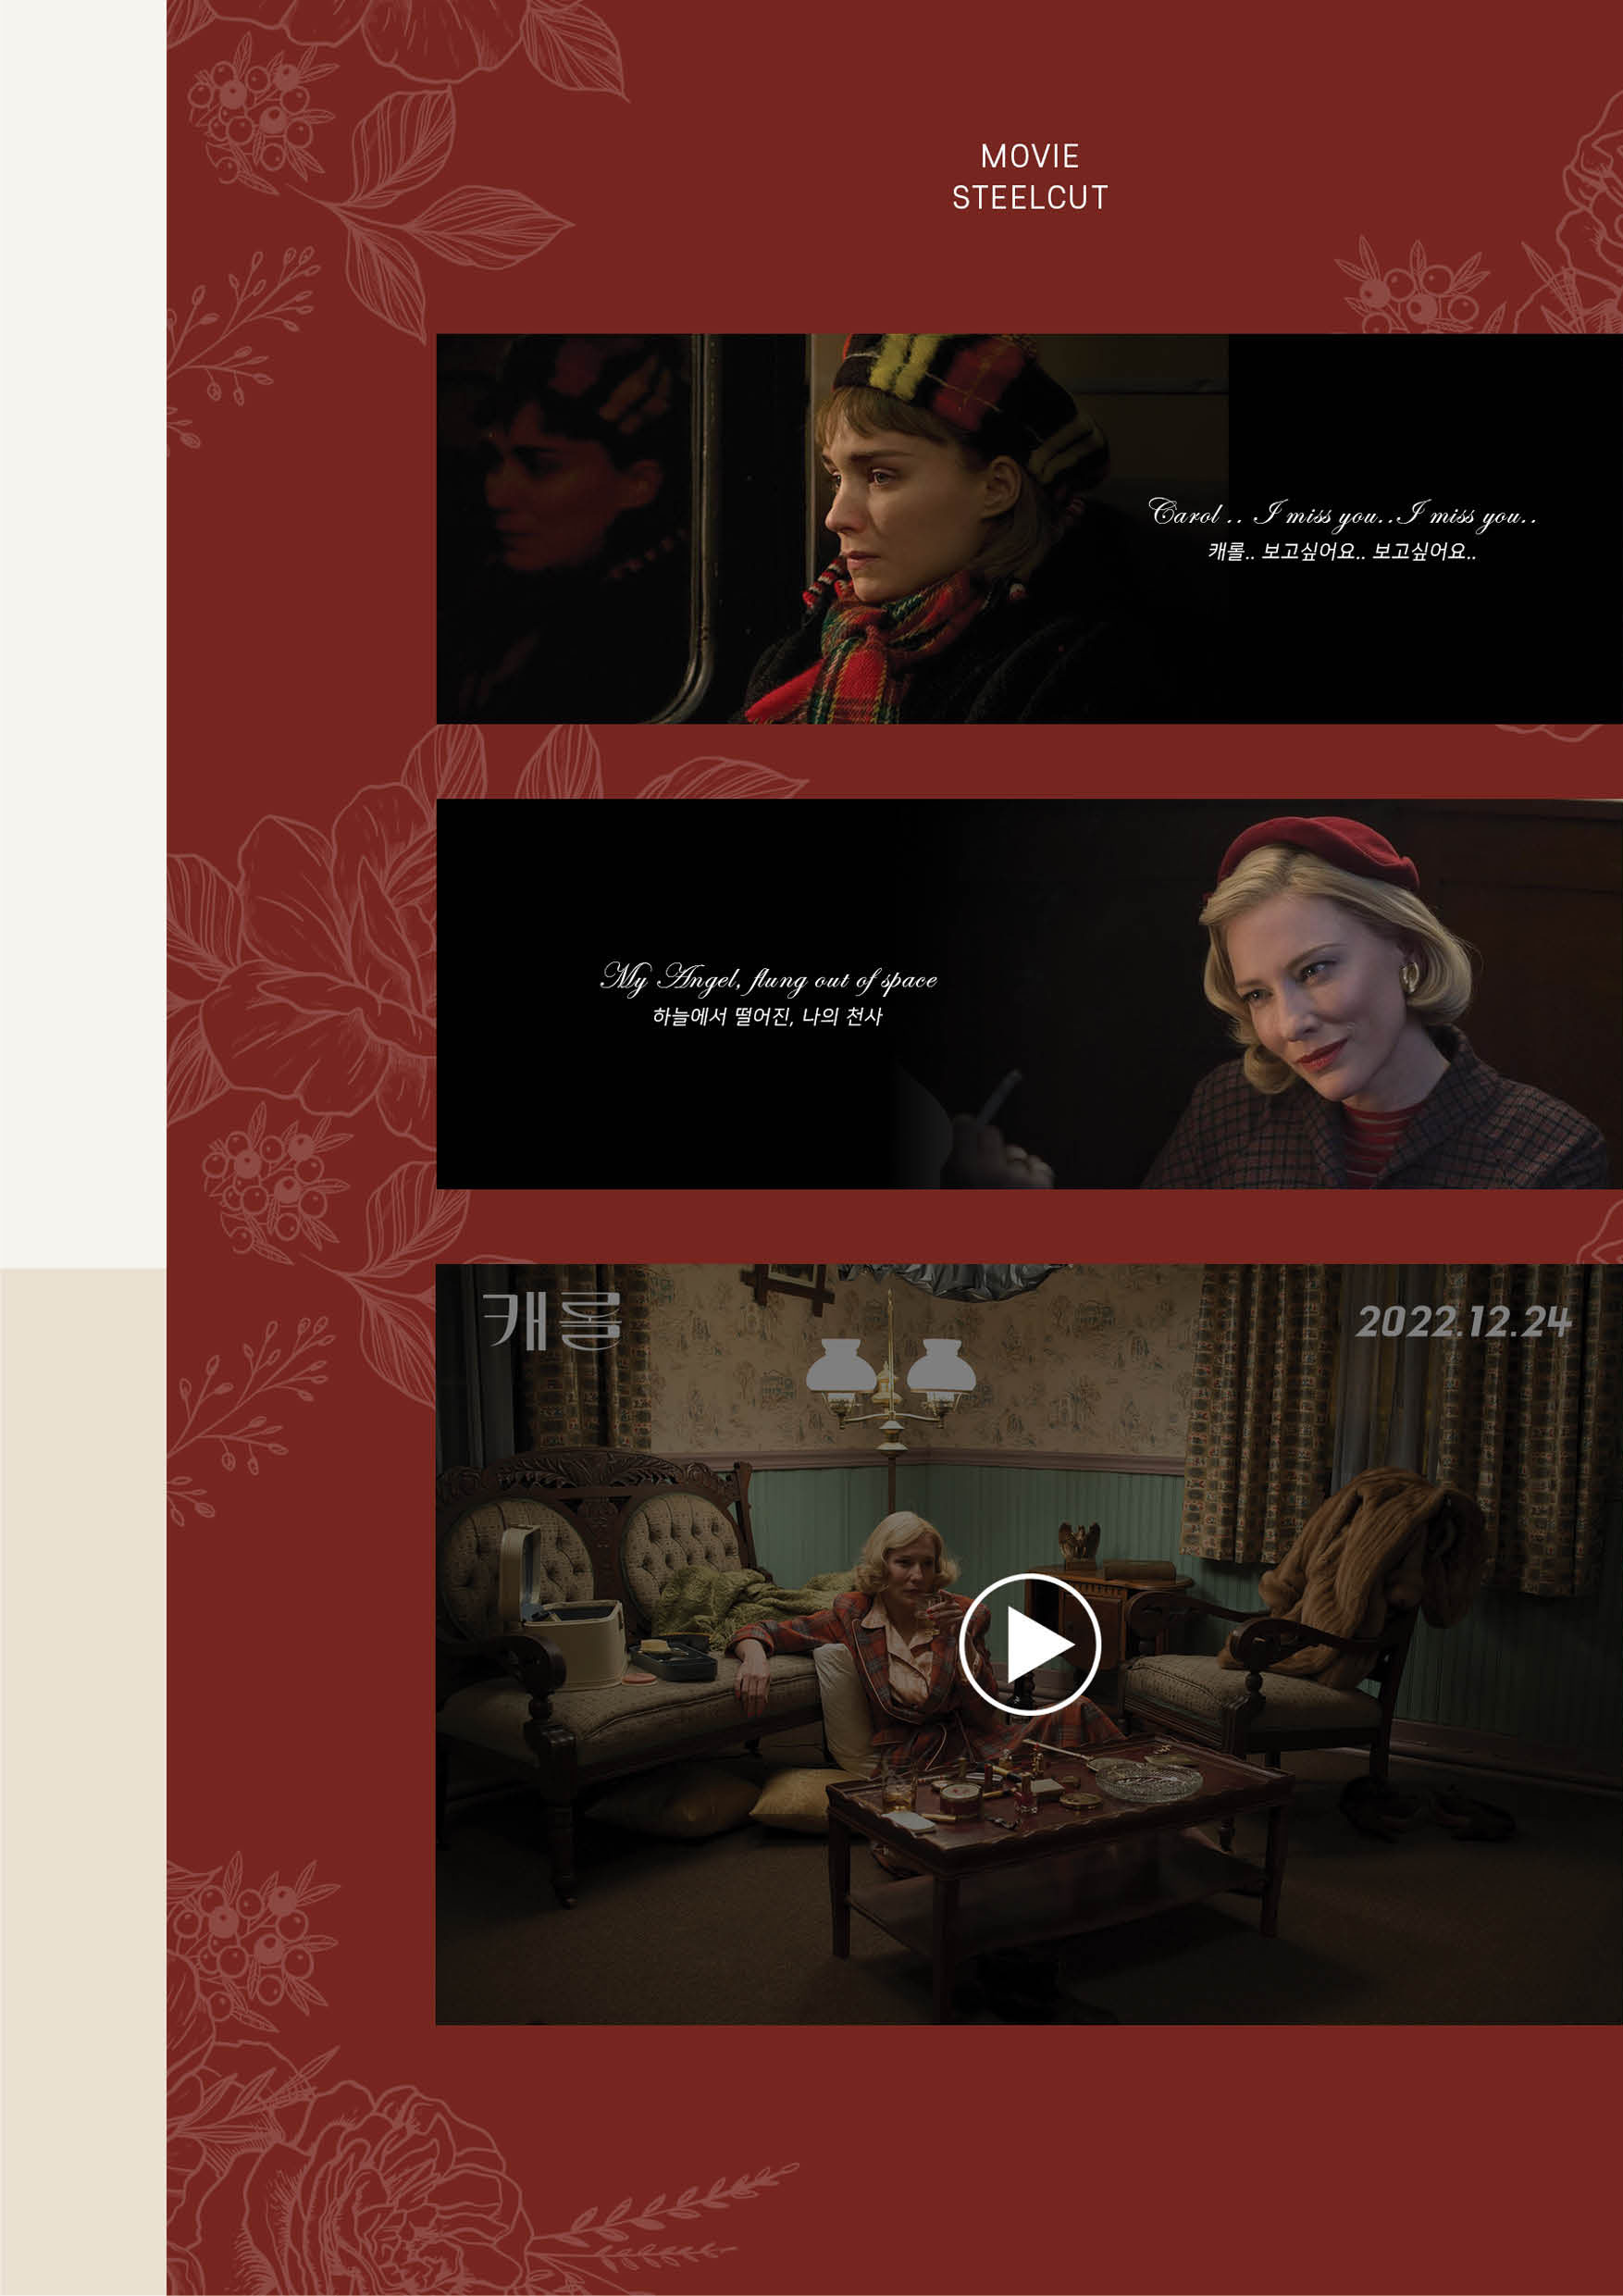 MOVIE
STEELCUT
Carol .. I miss you..I miss you..
캐롤.. 보고싶어요.. 보고싶어요..
My Angel, flung out of space
하늘에서 떨어진, 나의 천사
캐롤
2022.12.24